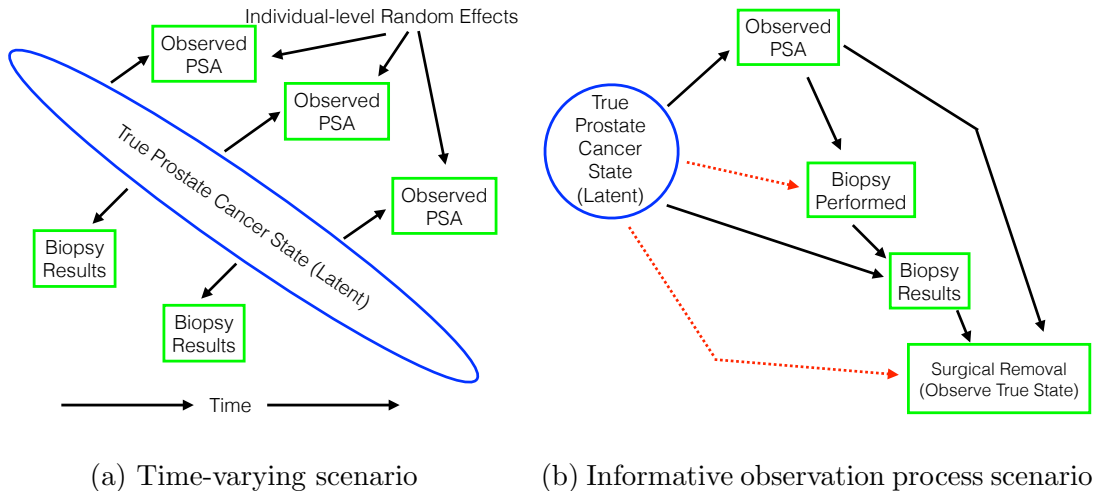 Individual-level Random Effects
Observed
PSA
Observed
PSA
Observed
PSA
True Prostate Cancer State (Latent)
Biopsy
Results
Biopsy
Results
Time
(a) Time-varying scenario
Observed
PSA
True
Prostate
Cancer
State
(Latent)
Biopsy
Performed
Biopsy
Results
Surgical Removal
(Observe True State)
(b) Informative observation process scenario